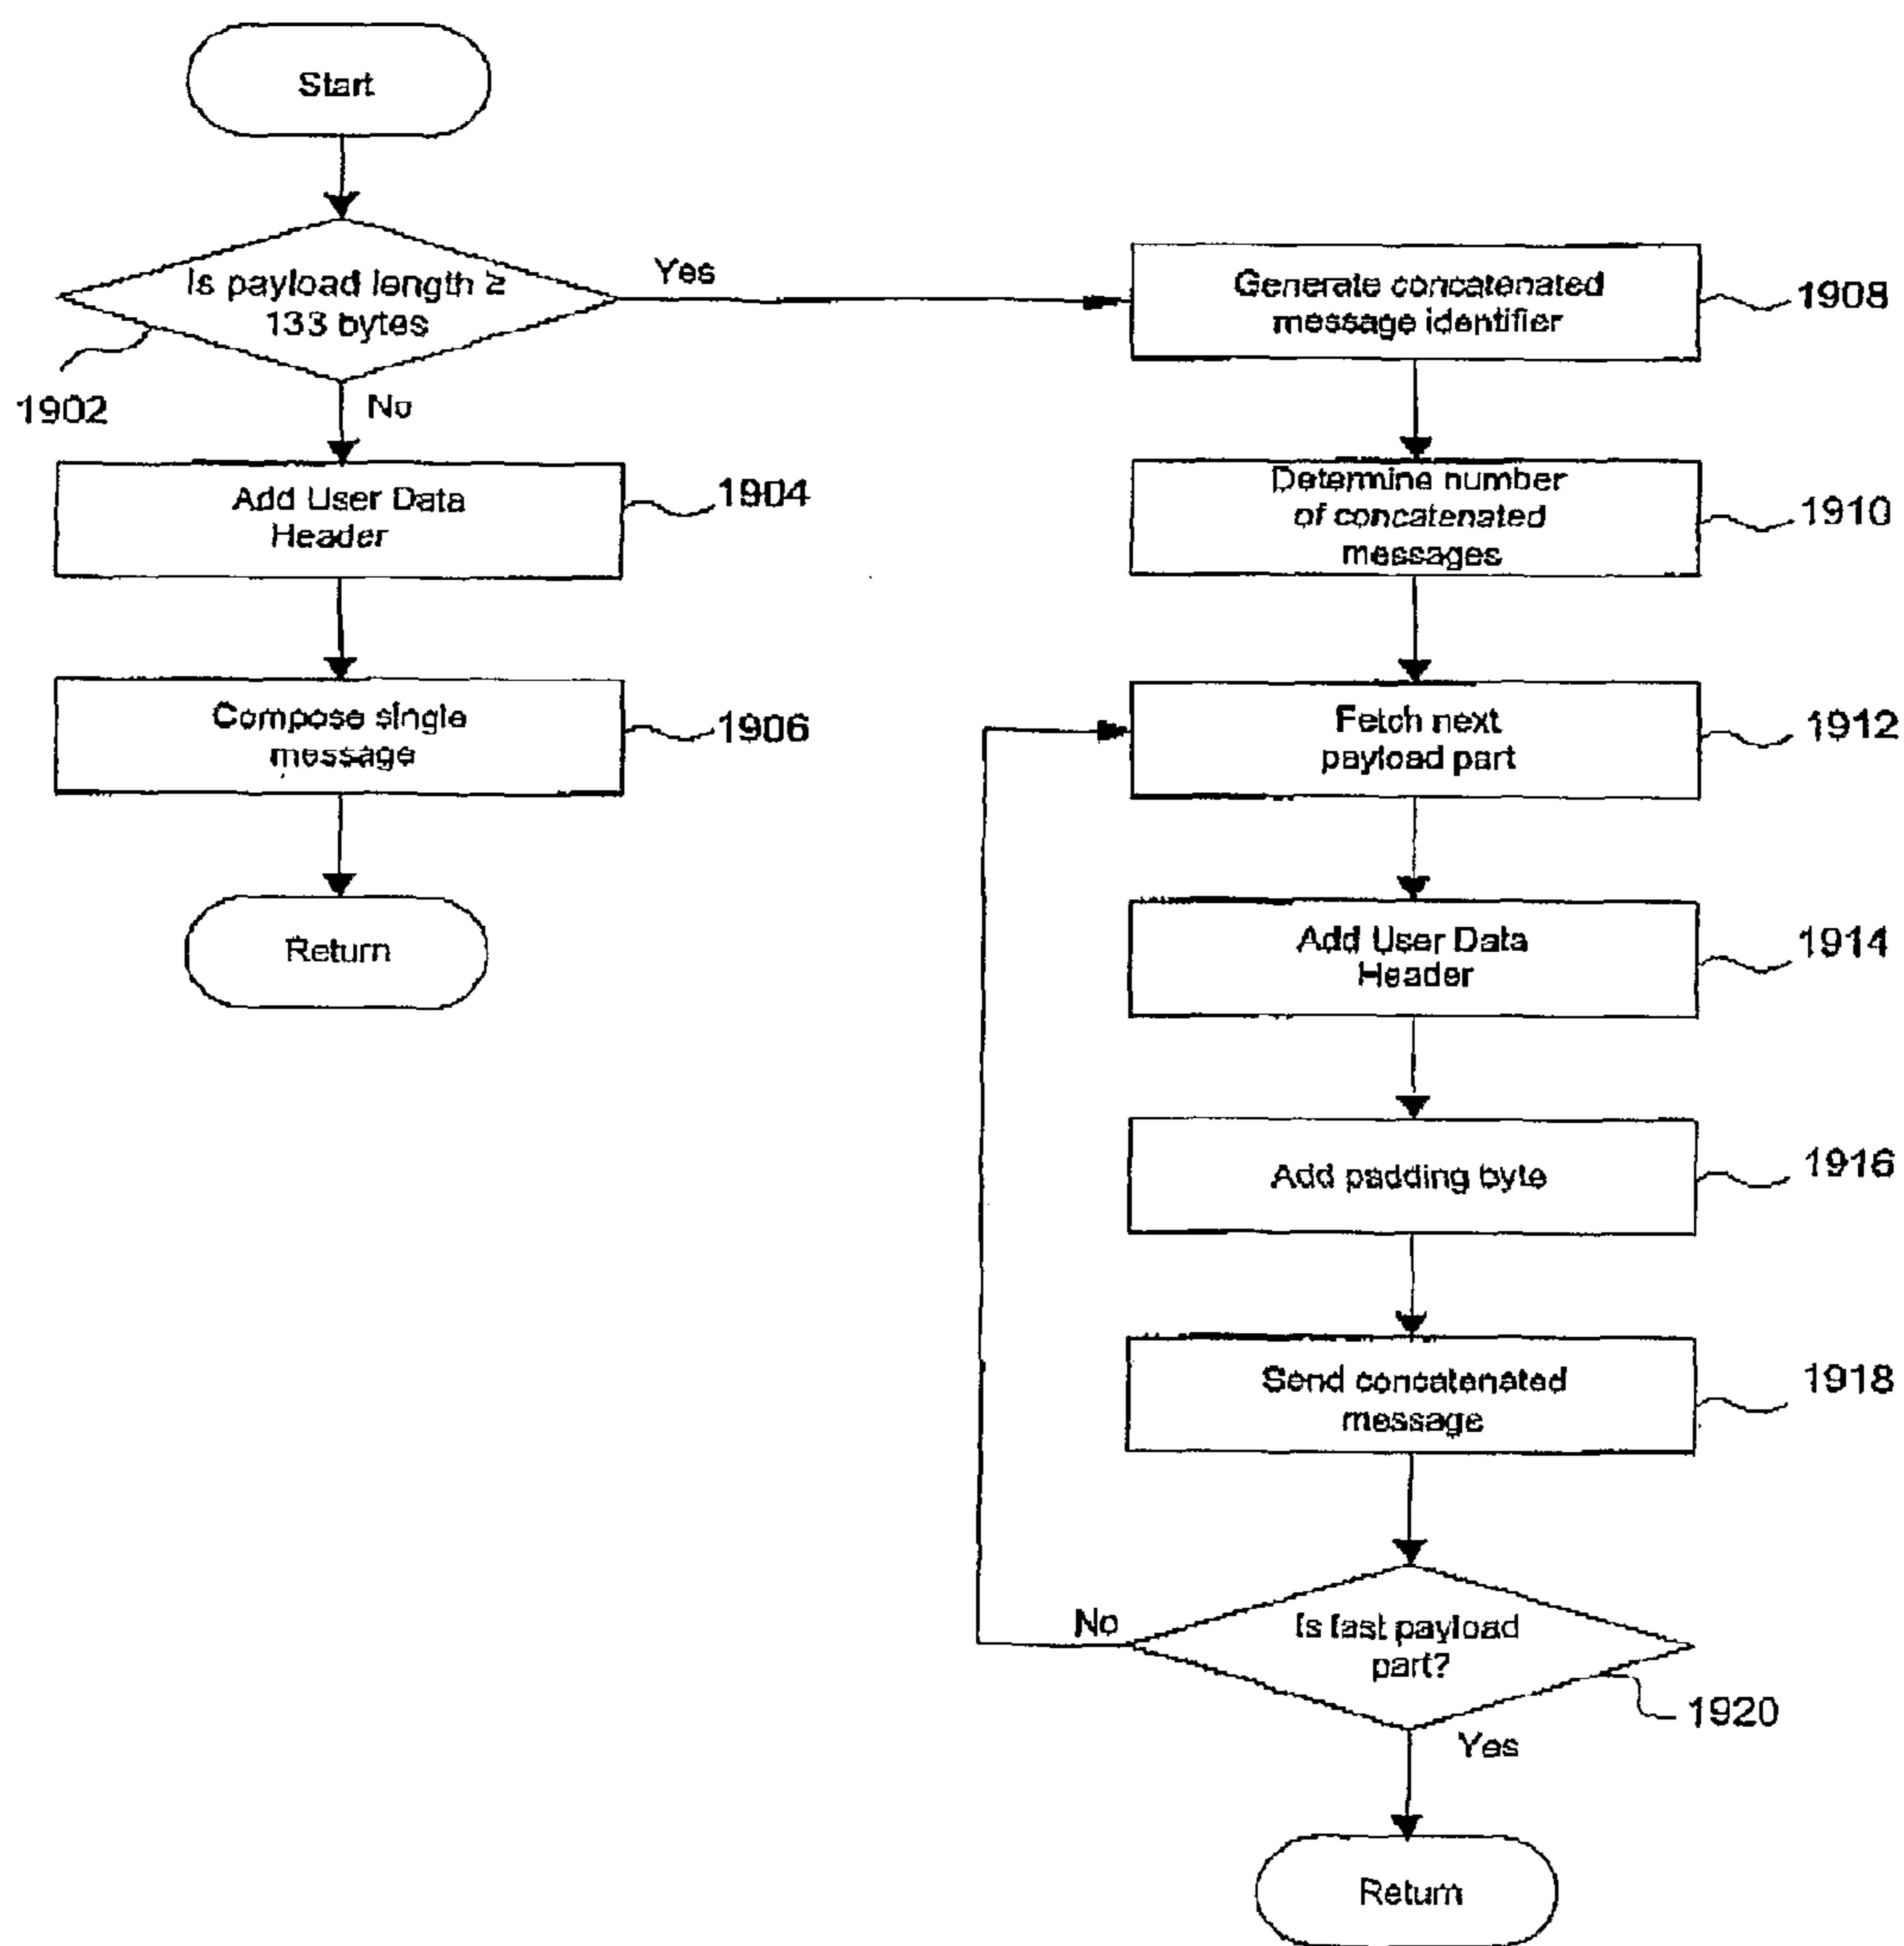 Start
Is payload length ≥
133 bytes
1902
Yes
No
Add User Data
Header
1904
Compose single
message
1906
Return
Generate concatenated
message identifier
1908
Determine number
of concatenated
messages
1910
Fetch next
payload part
1912
Add User Data
Header
1914
Add padding byte
1916
Send concatenated
message
1918
No
Is last payload
part?
1920
Yes
Return